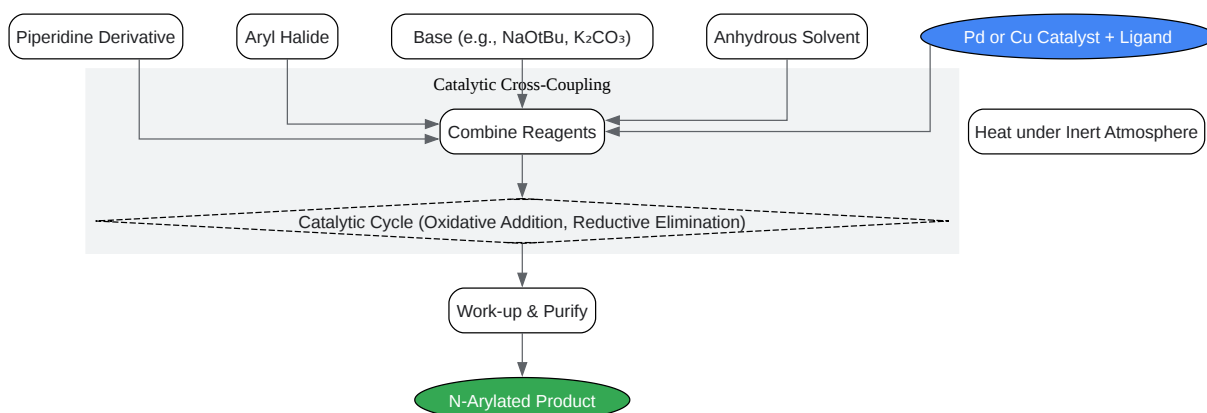 Piperidine Derivative
Aryl Halide
Base (e.g., NaOtBu, K₂CO₃)
Anhydrous Solvent
Pd or Cu Catalyst + Ligand
Catalytic Cross-Coupling
Combine Reagents
Heat under Inert Atmosphere
Catalytic Cycle (Oxidative Addition, Reductive Elimination)
Work-up & Purify
N-Arylated Product